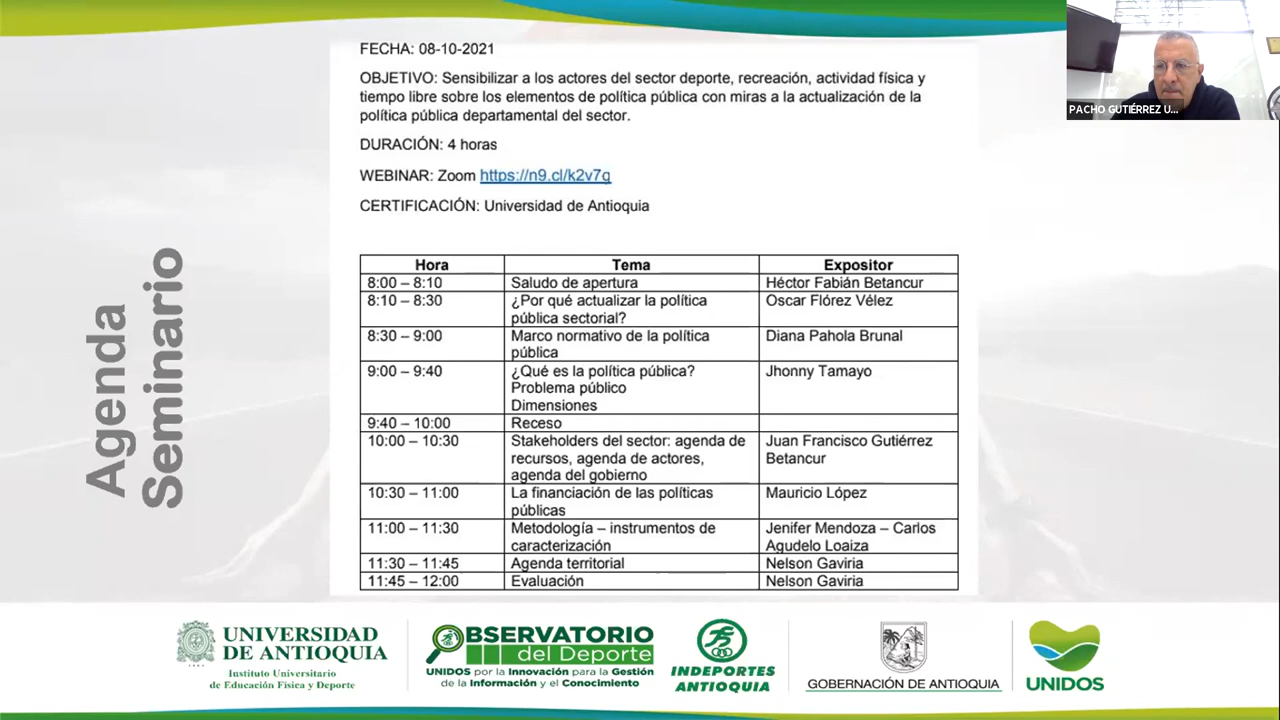 FECHA: 08-10-2021
OBJETIVO: Sensibilizar a los actores del sector deporte, recreación, actividad física y
tiempo libre sobre los elementos de política pública con miras a la actualización de la
política pública departamental del sector.
DURACIÓN: 4 horas
WEBINAR: Zoom https://n9.cl/k2v7g
CERTIFICACIÓN: Universidad de Antioquia
PACHO GUTIÉRREZ U...
Agenda
Seminario
Hora Tema Expositor
8:00 – 8:10 Saludo de apertura Héctor Fabián Betancur
8:10 – 8:30 ¿Por qué actualizar la política Oscar Flórez Vélez
pública sectorial?
8:30 – 9:00 Marco normativo de la política Diana Pahola Brunal
pública
9:00 – 9:40 ¿Qué es la política pública? Jhonny Tamayo
Problema público
Dimensiones
9:40 – 10:00 Receso
10:00 – 10:30 Stakeholders del sector: agenda de Juan Francisco Gutiérrez
recursos, agenda de actores, Betancur
agenda del gobierno
10:30 – 11:00 La financiación de las políticas Mauricio López
públicas
11:00 – 11:30 Metodología – instrumentos de Jenifer Mendoza – Carlos
caracterización Agudelo Loaiza
11:30 – 11:45 Agenda territorial Nelson Gaviria
11:45 – 12:00 Evaluación Nelson Gaviria
UNIVERSIDAD
DE ANTIOQUIA
Instituto Universitario
de Educación Física y Deporte
OBSERVATORIO
del Deporte
UNIDOS por la Innovación para la Gestión
de la Información y el Conocimiento
INDEPORTES
ANTIOQUIA
GOBERNACIÓN DE ANTIOQUIA
UNIDOS